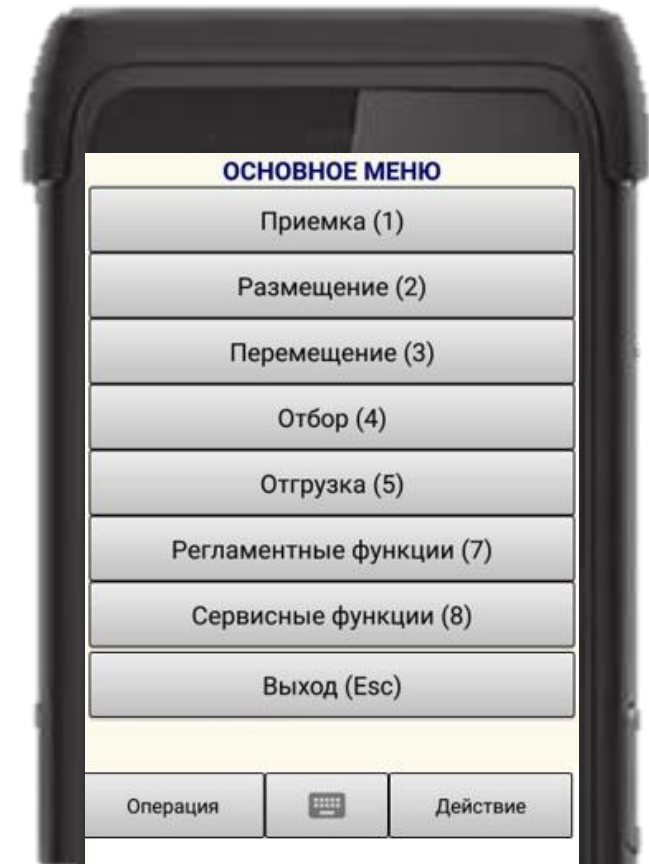 ОСНОВНОЕ МЕНЮ
Приемка (1)
Размещение (2)
Перемещение (3)
Отбор (4)
Отгрузка (5)
Регламентные функции (7)
Сервисные функции (8)
Выход (Esc)
Операция Действие